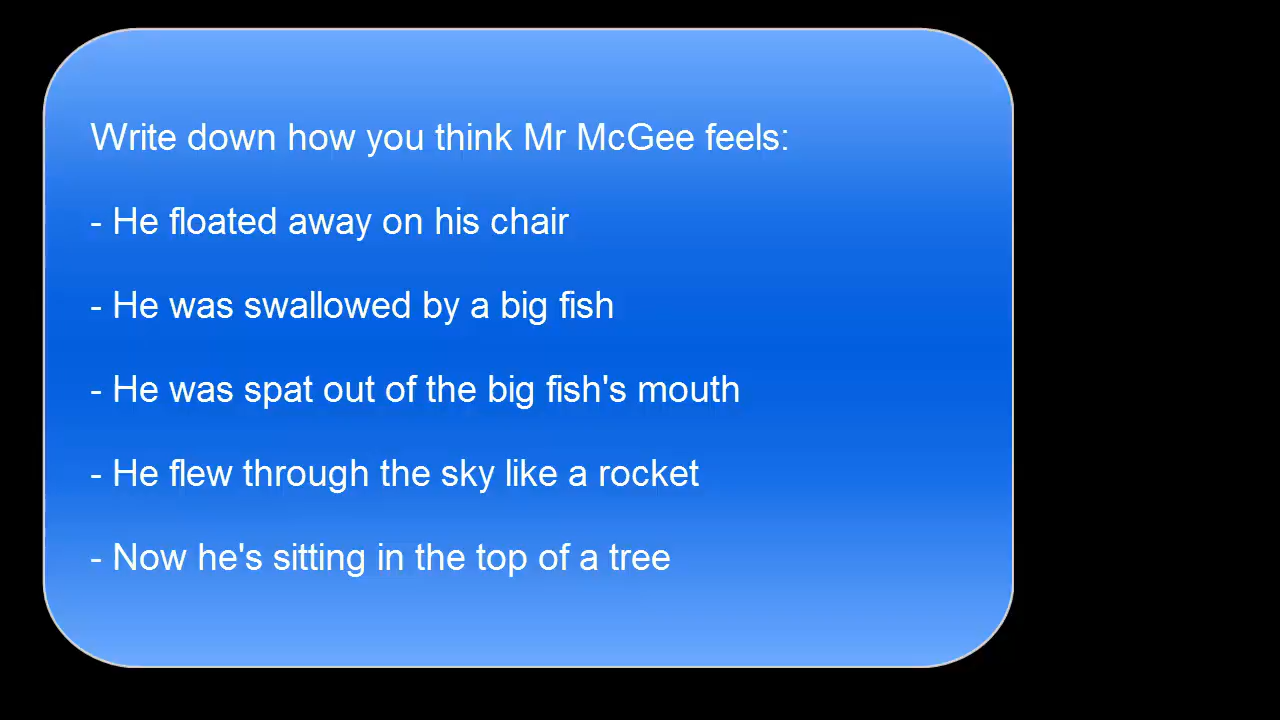 Write down how you think Mr McGee feels:
- He floated away on his chair
- He was swallowed by a big fish
- He was spat out of the big fish's mouth
- He flew through the sky like a rocket
- Now he's sitting in the top of a tree